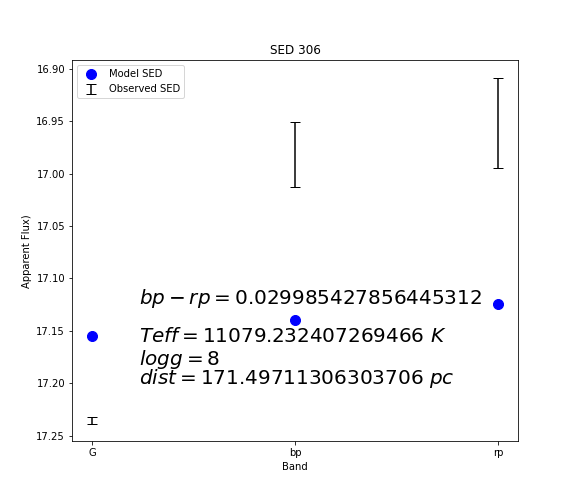 SED 306
16.90
16.95
17.00
17.05
17.10
17.15
17.20
17.25
Apparent Flux)
Model SED
Observed SED
bp − rp = 0.029985427856445312
Teff = 11079.232407269466 K
logg = 8
dist = 171.49711306303706 pc
G bp rp
Band